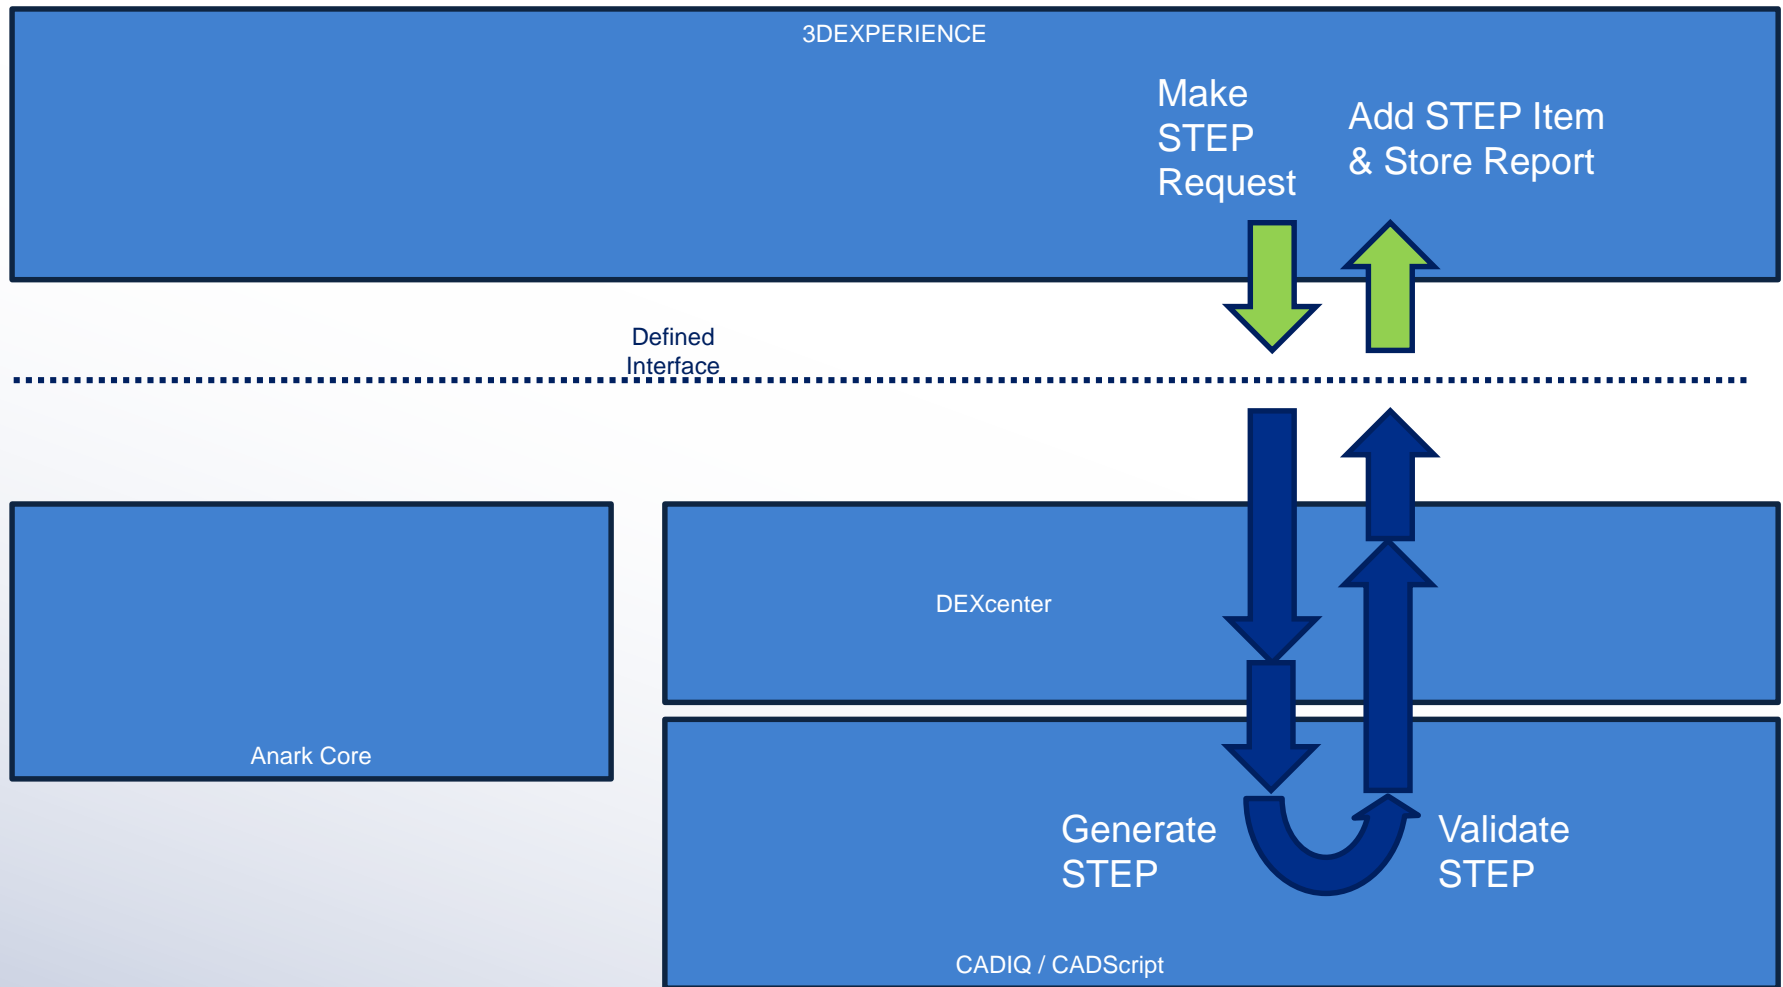 3DEXPERIENCE
Make
STEP
Request
Add STEP Item
& Store Report
Defined
Interface
DEXcenter
Anark Core
Generate
STEP
Validate
STEP
CADIQ / CADScript